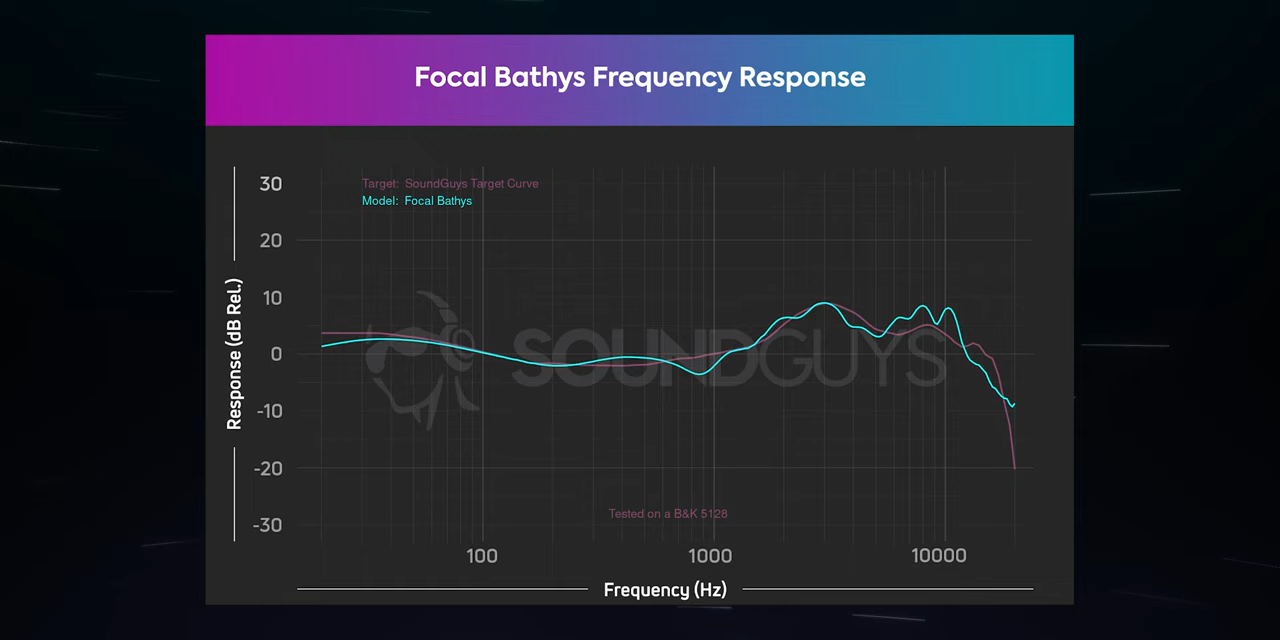 Focal Bathys Frequency Response
Target: SoundGuys Target Curve
Model: Focal Bathys
30
20
10
0
-10
-20
-30
Response (dB Rel.)
SOUNDGUYS
Tested on a B&K 5128
100 1000 10000
Frequency (Hz)